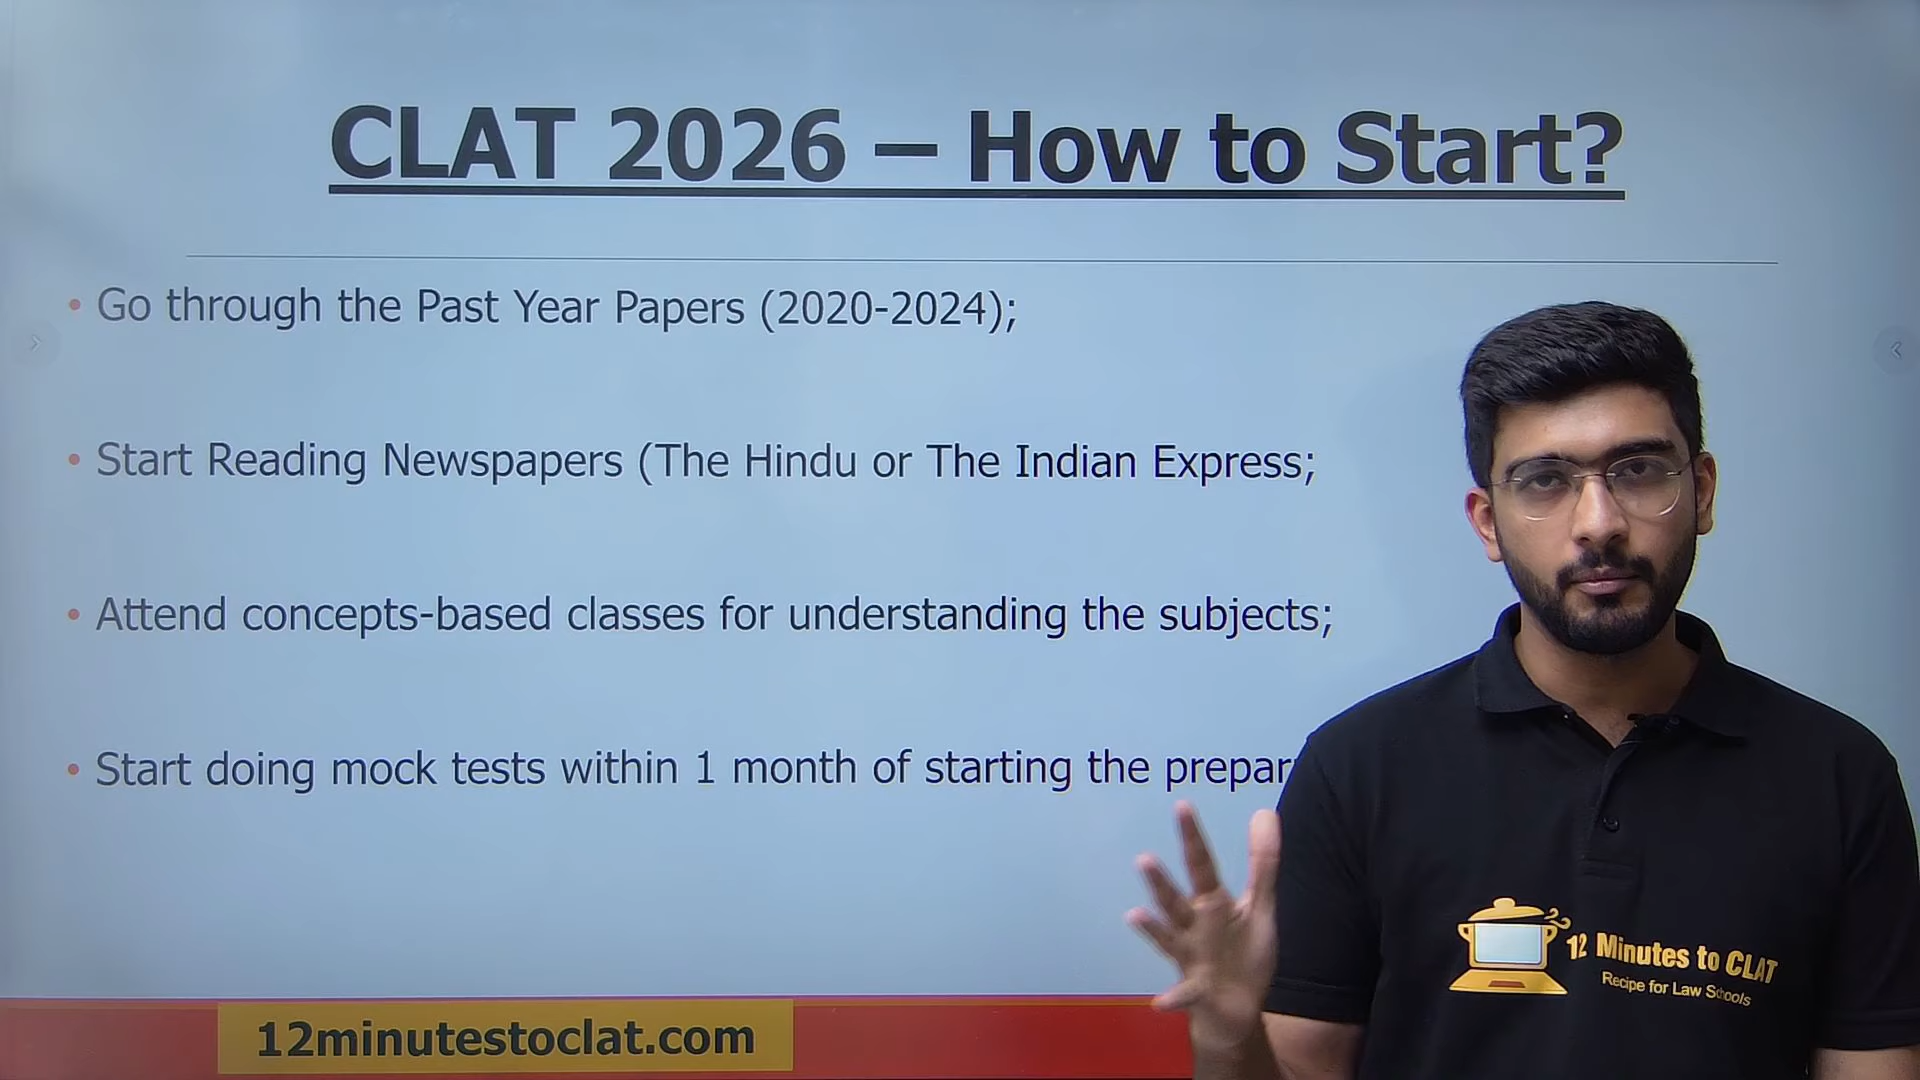 CLAT 2026 – How to Start?
• Go through the Past Year Papers (2020-2024);
• Start Reading Newspapers (The Hindu or The Indian Express;
• Attend concepts-based classes for understanding the subjects;
• Start doing mock tests within 1 month of starting the
12 Minutes to CLAT
Recipe for Law Schools
12minutestoclat.com